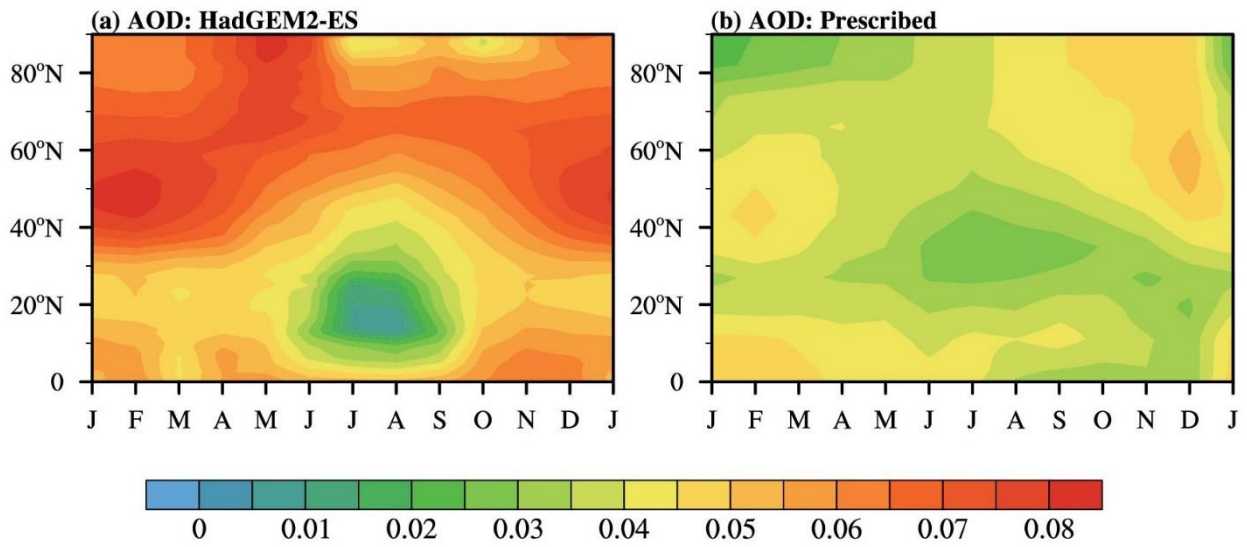 (a) AOD: HadGEM2-ES
(b) AOD: Prescribed
80°N
60°N
40°N
20°N
0
J F M A M J J A S O N D J
80°N
60°N
40°N
20°N
0
J F M A M J J A S O N D J
0 0.01 0.02 0.03 0.04 0.05 0.06 0.07 0.08